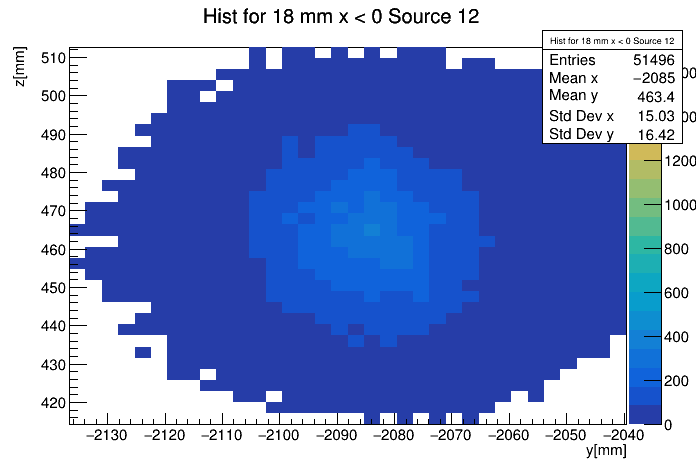 Hist for 18 mm x < 0 Source 12
Hist for 18 mm x < 0 Source 12
Entries 51496
Mean x −2085
Mean y 463.4
Std Dev x 15.03
Std Dev y 16.42
z[mm]
510
500
490
480
470
460
450
440
430
420
−2130 −2120 −2110 −2100 −2090 −2080 −2070 −2060 −2050 −2040
y[mm]
1200
1000
800
600
400
200
0